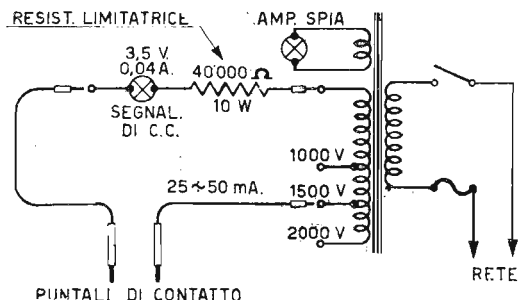 RESIST. LIMITATRICE
LAMP. SPIA
3,5 V.
0,04 A.
40'000 Ω
10 W
SEGNAL.
DI C.C.
1000 V
25 ~ 50 mA.
1500 V
2000 V
RETE
PUNTALI DI CONTATTO